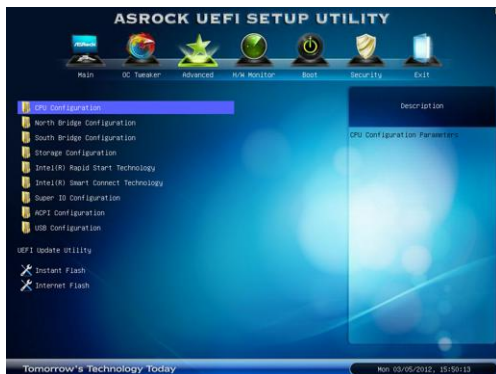 ASROCK UEFI SETUP UTILITY
ASRock
Main OC Tweaker Advanced H/W Monitor Boot Security Exit
CPU Configuration
North Bridge Configuration
South Bridge Configuration
Storage Configuration
Intel(R) Rapid Start Technology
Intel(R) Smart Connect Technology
Super IO Configuration
ACPI Configuration
USB Configuration
UEFI Update Utility
Instant Flash
Internet Flash
Description
CPU Configuration Parameters
Tomorrow's Technology Today
Mon 03/05/2012, 15:50:13